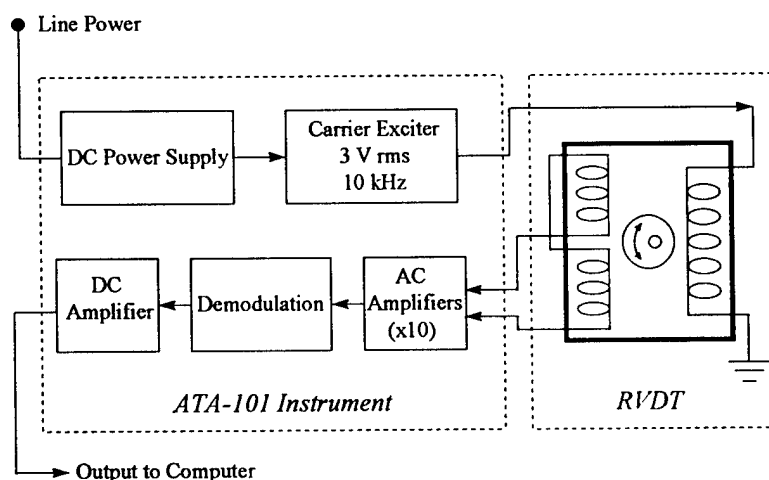 Line Power
DC Power Supply
Carrier Exciter
3 V rms
10 kHz
DC
Amplifier
Demodulation
AC
Amplifiers
(x10)
ATA-101 Instrument
RVDT
Output to Computer